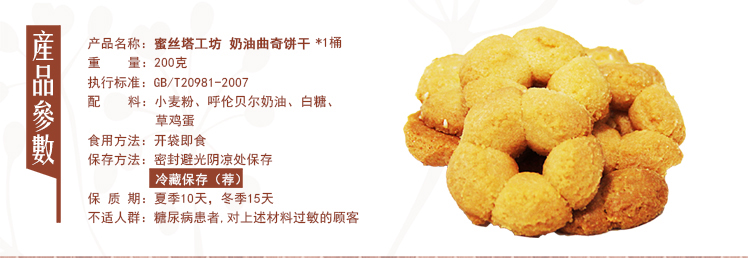 産品參數
产品名称：蜜丝塔工坊 奶油曲奇饼干 *1桶
重 量：200克
执行标准：GB/T20981-2007
配 料：小麦粉、呼伦贝尔奶油、白糖、
草鸡蛋
食用方法：开袋即食
保存方法：密封避光阴凉处保存
冷藏保存（荐）
保 质 期：夏季10天，冬季15天
不适人群：糖尿病患者,对上述材料过敏的顾客